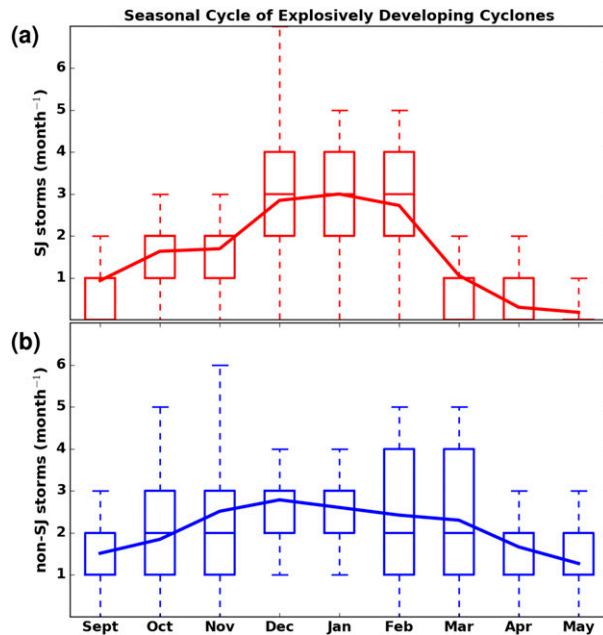 Seasonal Cycle of Explosively Developing Cyclones
(a)
SJ storms (month⁻¹)
6
5
4
3
2
1
(b)
non-SJ storms (month⁻¹)
6
5
4
3
2
1
Sept Oct Nov Dec Jan Feb Mar Apr May